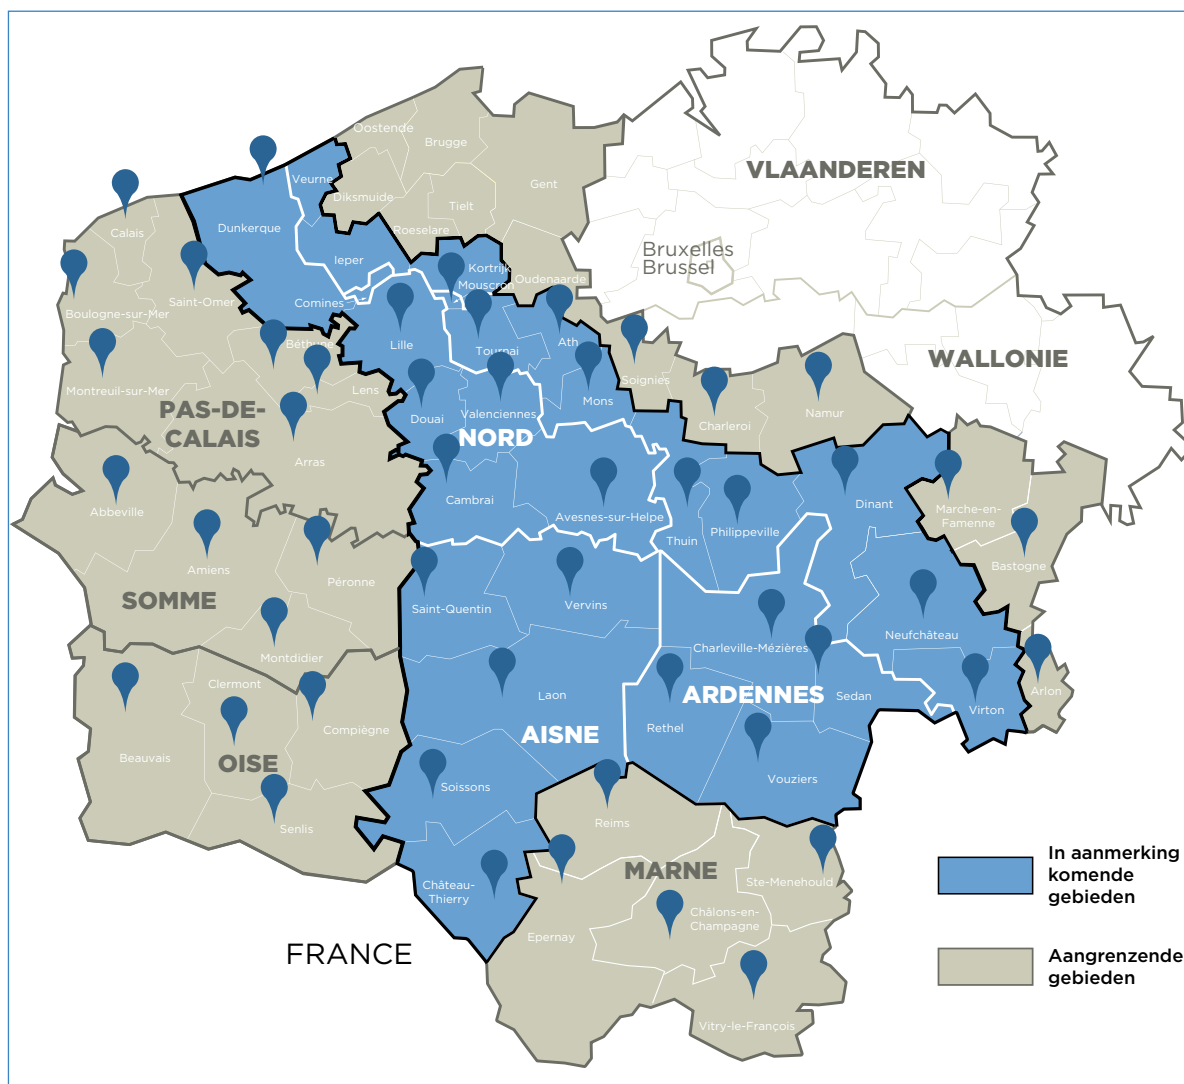 Oostende
Brugge
VLAANDEREN
Veurne
Gent
Diksmuide
Tielt
Dunkerque
Roeselare
Calais
Bruxelles
Brussel
Ieper
Kortrijk
Mouscron
Oudenaarde
Saint-Omer
Comines
Boulogne-sur-Mer
Béthune
Lille
Tournai
Ath
WALLONIE
Soignies
Montreuil-sur-Mer
Lens
Mons
Namur
PAS-DE-
CALAIS
Douai
Valenciennes
Charleroi
NORD
Arras
Cambrai
Dinant
Abbeville
Avesnes-sur-Helpe
Marche-en-
Famenne
Philippeville
Thuin
Bastogne
Amiens
Péronne
SOMME
Saint-Quentin
Vervins
Neufchâteau
Charleville-Mézières
Montdidier
Clermont
Laon
ARDENNES
Sedan
Arlon
Virton
Compiègne
AISNE
Rethel
Beauvais
OISE
Soissons
Vouziers
Senlis
Reims
MARNE
Ste-Menehould
Château-
Thierry
Châlons-en-
Champagne
Epernay
FRANCE
Vitry-le-François
In aanmerking
komende
gebieden
Aangrenzende
gebieden